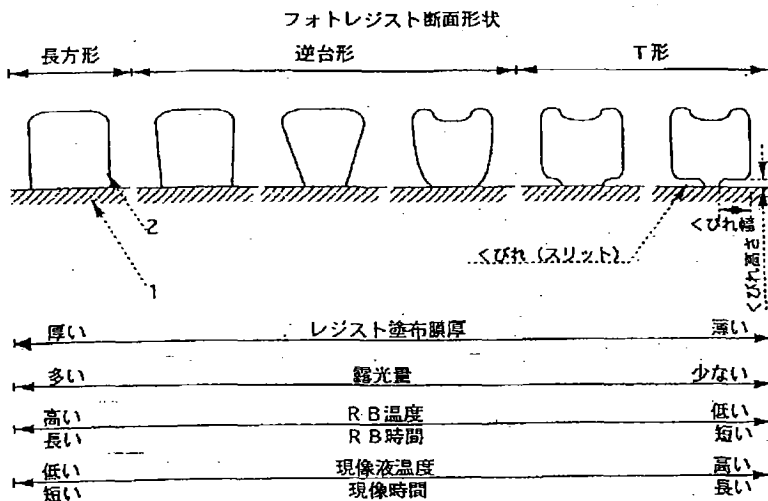 フォトレジスト断面形状
長方形 逆台形 T形
2
1
くびれ（スリット）
くびれ幅
くびれ高さ
厚い レジスト塗布膜厚 薄い
多い 露光量 少ない
高い RB温度 低い
長い RB時間 短い
低い 現像液温度 高い
短い 現像時間 長い